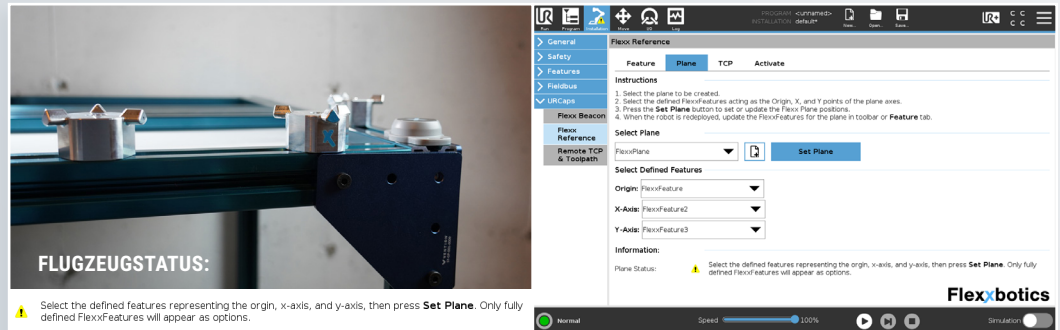 FLUGZEUGSTATUS:
Select the defined features representing the orgin, x-axis, and y-axis, then press Set Plane. Only fully
defined FlexxFeatures will appear as options.
Run Program Installation Move I/O Log
PROGRAM <unnamed>
INSTALLATION default*
New... Open... Save...
UR+
C C
C C
General
Safety
Features
Fieldbus
URCaps
Flexx Beacon
Flexx
Reference
Remote TCP
& Toolpath
Flexx Reference
Feature Plane TCP Activate
Instructions
1. Select the plane to be created.
2. Select the defined FlexxFeatures acting as the Origin, X, and Y points of the plane axes.
3. Press the Set Plane button to set or update the Flexx Plane positions.
4. When the robot is redeployed, update the FlexxFeatures for the plane in toolbar or Feature tab.
Select Plane
FlexxPlane Set Plane
Select Defined Features
Origin: FlexxFeature
X-Axis: FlexxFeature2
Y-Axis: FlexxFeature3
Information:
Plane Status: Select the defined features representing the orgin, x-axis, and y-axis, then press Set Plane. Only fully
defined FlexxFeatures will appear as options.
Flexxbotics
Normal Speed 100% Simulation